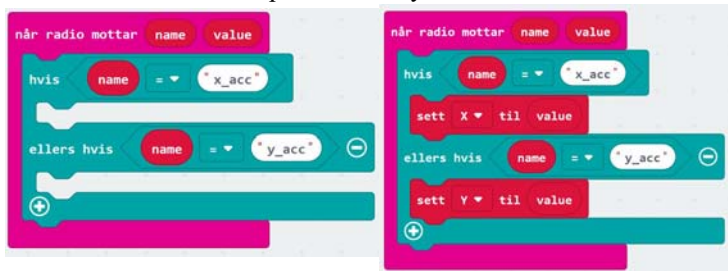 når radio mottar name value
hvis name = "x_acc"
ellers hvis name = "y_acc"
når radio mottar name value
hvis name = "x_acc"
sett X til value
ellers hvis name = "y_acc"
sett Y til value